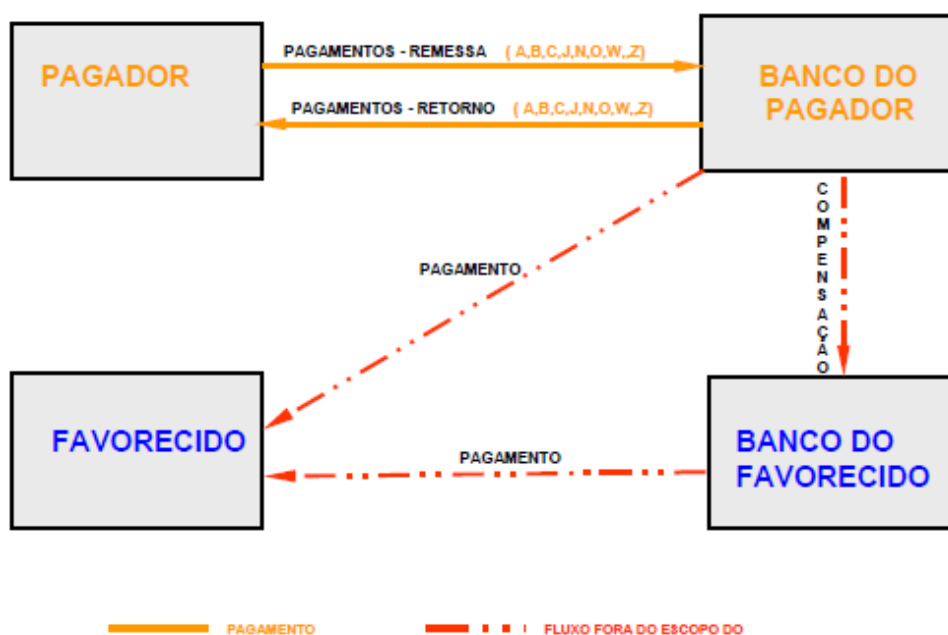 PAGAMENTOS - REMESSA ( A,B,C,J,N,O,W,,Z)
PAGADOR
BANCO DO
PAGADOR
PAGAMENTOS - RETORNO ( A,B,C,J,N,O,W,,Z)
COMPENSAÇÃO
PAGAMENTO
FAVORECIDO
PAGAMENTO
BANCO DO
FAVORECIDO
PAGAMENTO
FLUXO FORA DO ESCOPO DO